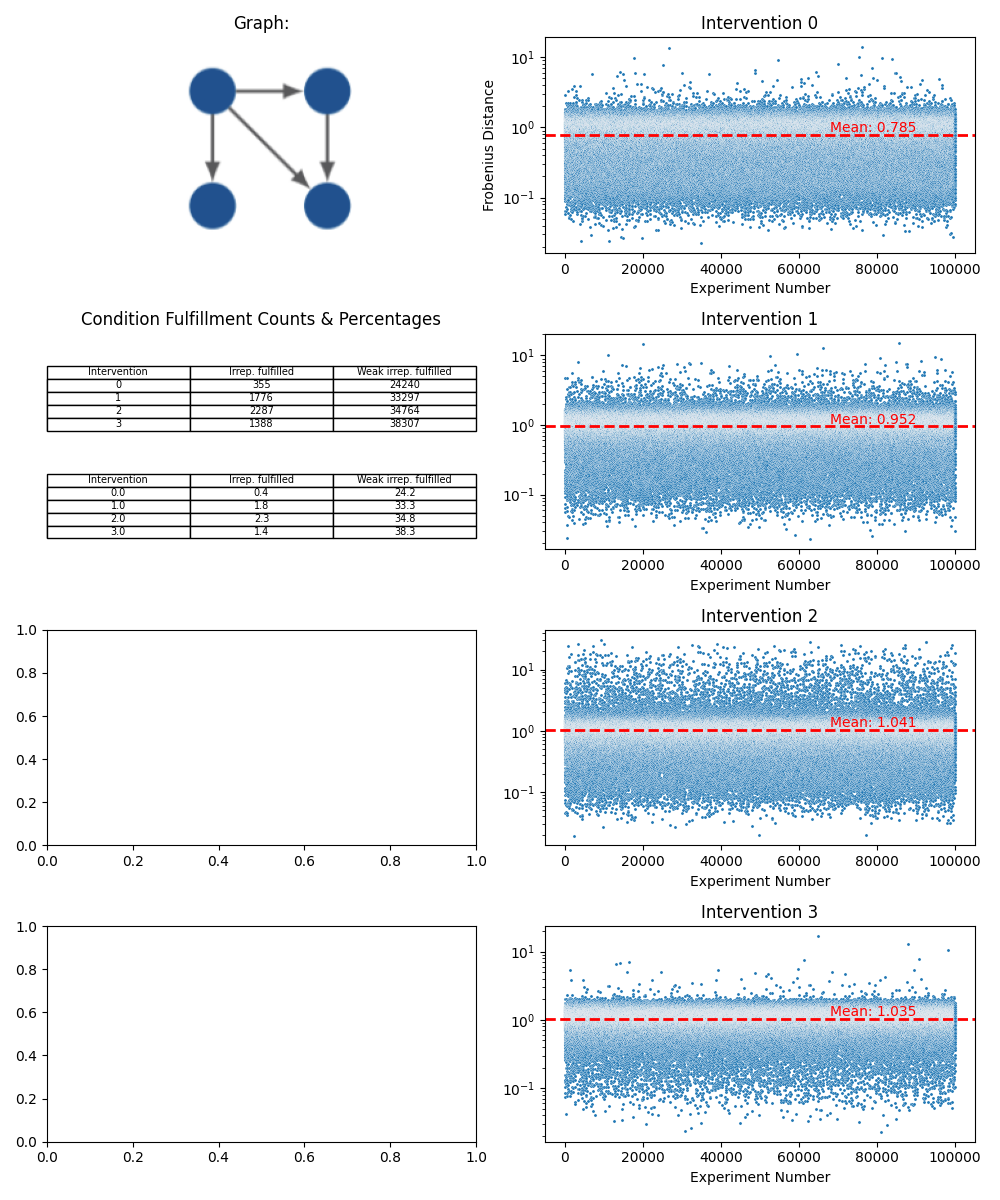 Graph:
Condition Fulfillment Counts & Percentages
Intervention Irrep. fulfilled Weak irrep. fulfilled
0 355 24240
1 1776 33297
2 2287 34764
3 1388 38307
Intervention Irrep. fulfilled Weak irrep. fulfilled
0.0 0.4 24.2
1.0 1.8 33.3
2.0 2.3 34.8
3.0 1.4 38.3
1.0
0.8
0.6
0.4
0.2
0.0
0.0 0.2 0.4 0.6 0.8 1.0
1.0
0.8
0.6
0.4
0.2
0.0
0.0 0.2 0.4 0.6 0.8 1.0
Intervention 0
Frobenius Distance
10¹
10⁰
10⁻¹
Mean: 0.785
0 20000 40000 60000 80000 100000
Experiment Number
Intervention 1
10¹
10⁰
10⁻¹
Mean: 0.952
0 20000 40000 60000 80000 100000
Experiment Number
Intervention 2
10¹
10⁰
10⁻¹
Mean: 1.041
0 20000 40000 60000 80000 100000
Experiment Number
Intervention 3
10¹
10⁰
10⁻¹
Mean: 1.035
0 20000 40000 60000 80000 100000
Experiment Number